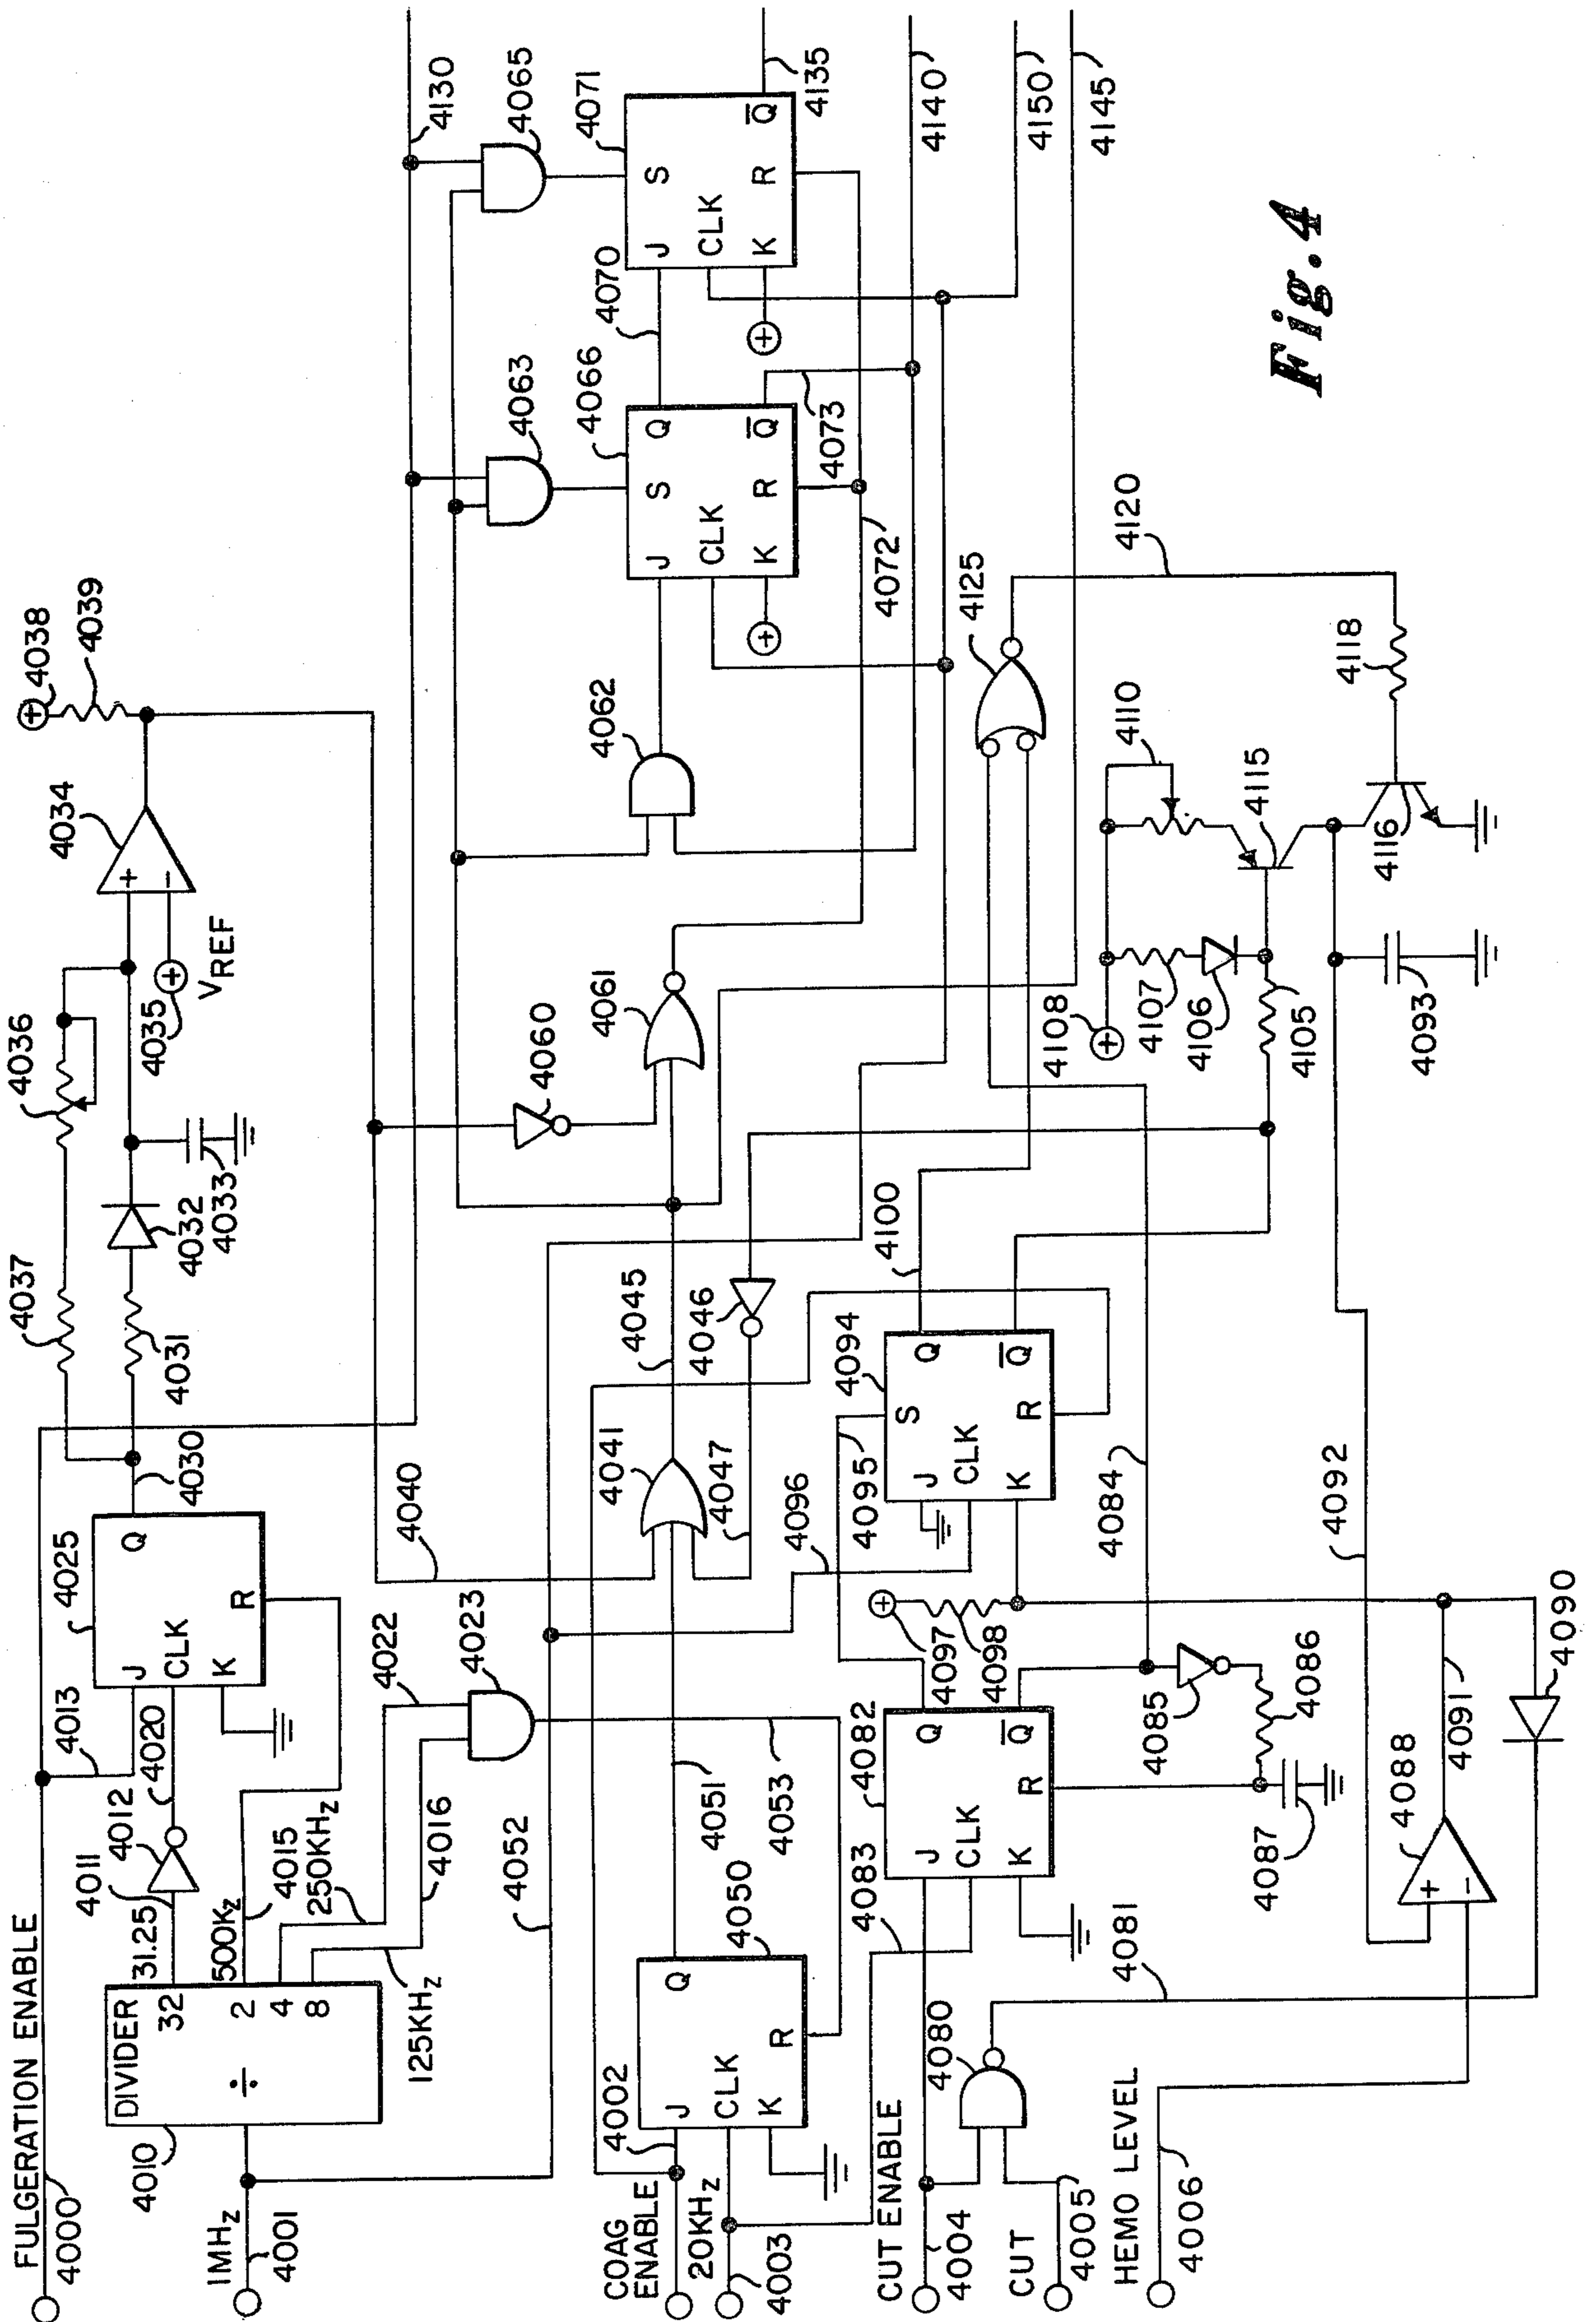 FULGERATION ENABLE
4000
1MHz
4001
4010
DIVIDER
÷
32
2
4
8
31.25
4011
4012
500Kz
4015
250KHz
125KHz
4016
4013
4020
4022
4023
4025
J
CLK
K
Q
R
4030
4031
4037
4032
4033
4036
4035
VREF
+
−
4034
4038
+
4039
4040
4041
4045
4046
4047
4051
4052
4053
COAG
ENABLE
4002
20KHz
4003
J
CLK
K
Q
R
4050
4060
4061
4062
4063
4065
4066
J
CLK
K
S
Q
Q
R
+
4070
4071
J
CLK
K
S
Q
R
+
4072
4073
4130
4135
4140
4150
4145
CUT ENABLE
4004
CUT
4005
HEMO LEVEL
4006
4080
4081
4083
4082
J
CLK
K
Q
Q
R
4084
4085
4086
4087
4088
+
−
4090
4091
4092
4093
4094
J
CLK
K
S
Q
Q
R
4095
4096
4097
+
4098
4100
4105
4106
4107
4108
+
4110
4115
4116
4118
4120
4125
Fig. 4